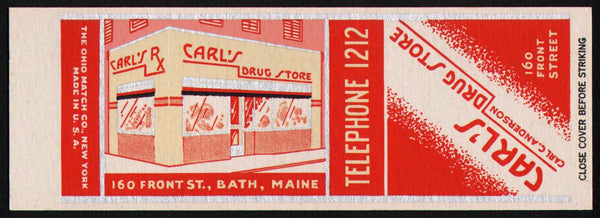 THE OHIO MATCH CO. NEW YORK
MADE IN U.S.A.
CARL'S RX
CARL'S
DRUG STORE
160 FRONT ST., BATH, MAINE
TELEPHONE 1212
CARL'S DRUG STORE
CARL C. ANDERSON
160
FRONT
STREET
CLOSE COVER BEFORE STRIKING